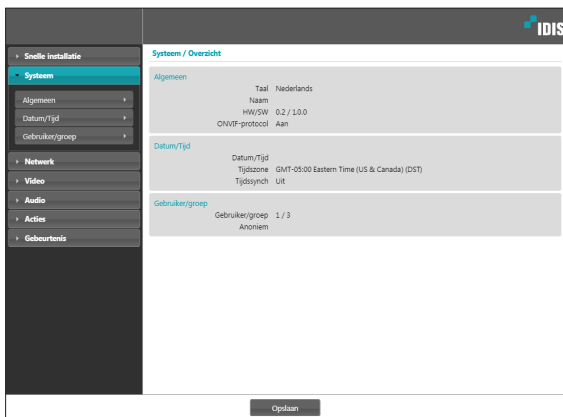 IDIS
Snelle installatie
Systeem
Algemeen
Datum/Tijd
Gebruiker/groep
Netwerk
Video
Audio
Acties
Gebeurtenis
Systeem / Overzicht
Algemeen
Taal Nederlands
Naam
HW/SW 0.2 / 1.0.0
ONVIF-protocol Aan
Datum/Tijd
Datum/Tijd
Tijdszone GMT-05:00 Eastern Time (US & Canada) (DST)
Tijdssynch Uit
Gebruiker/groep
Gebruiker/groep 1 / 3
Anoniem
Opslaan